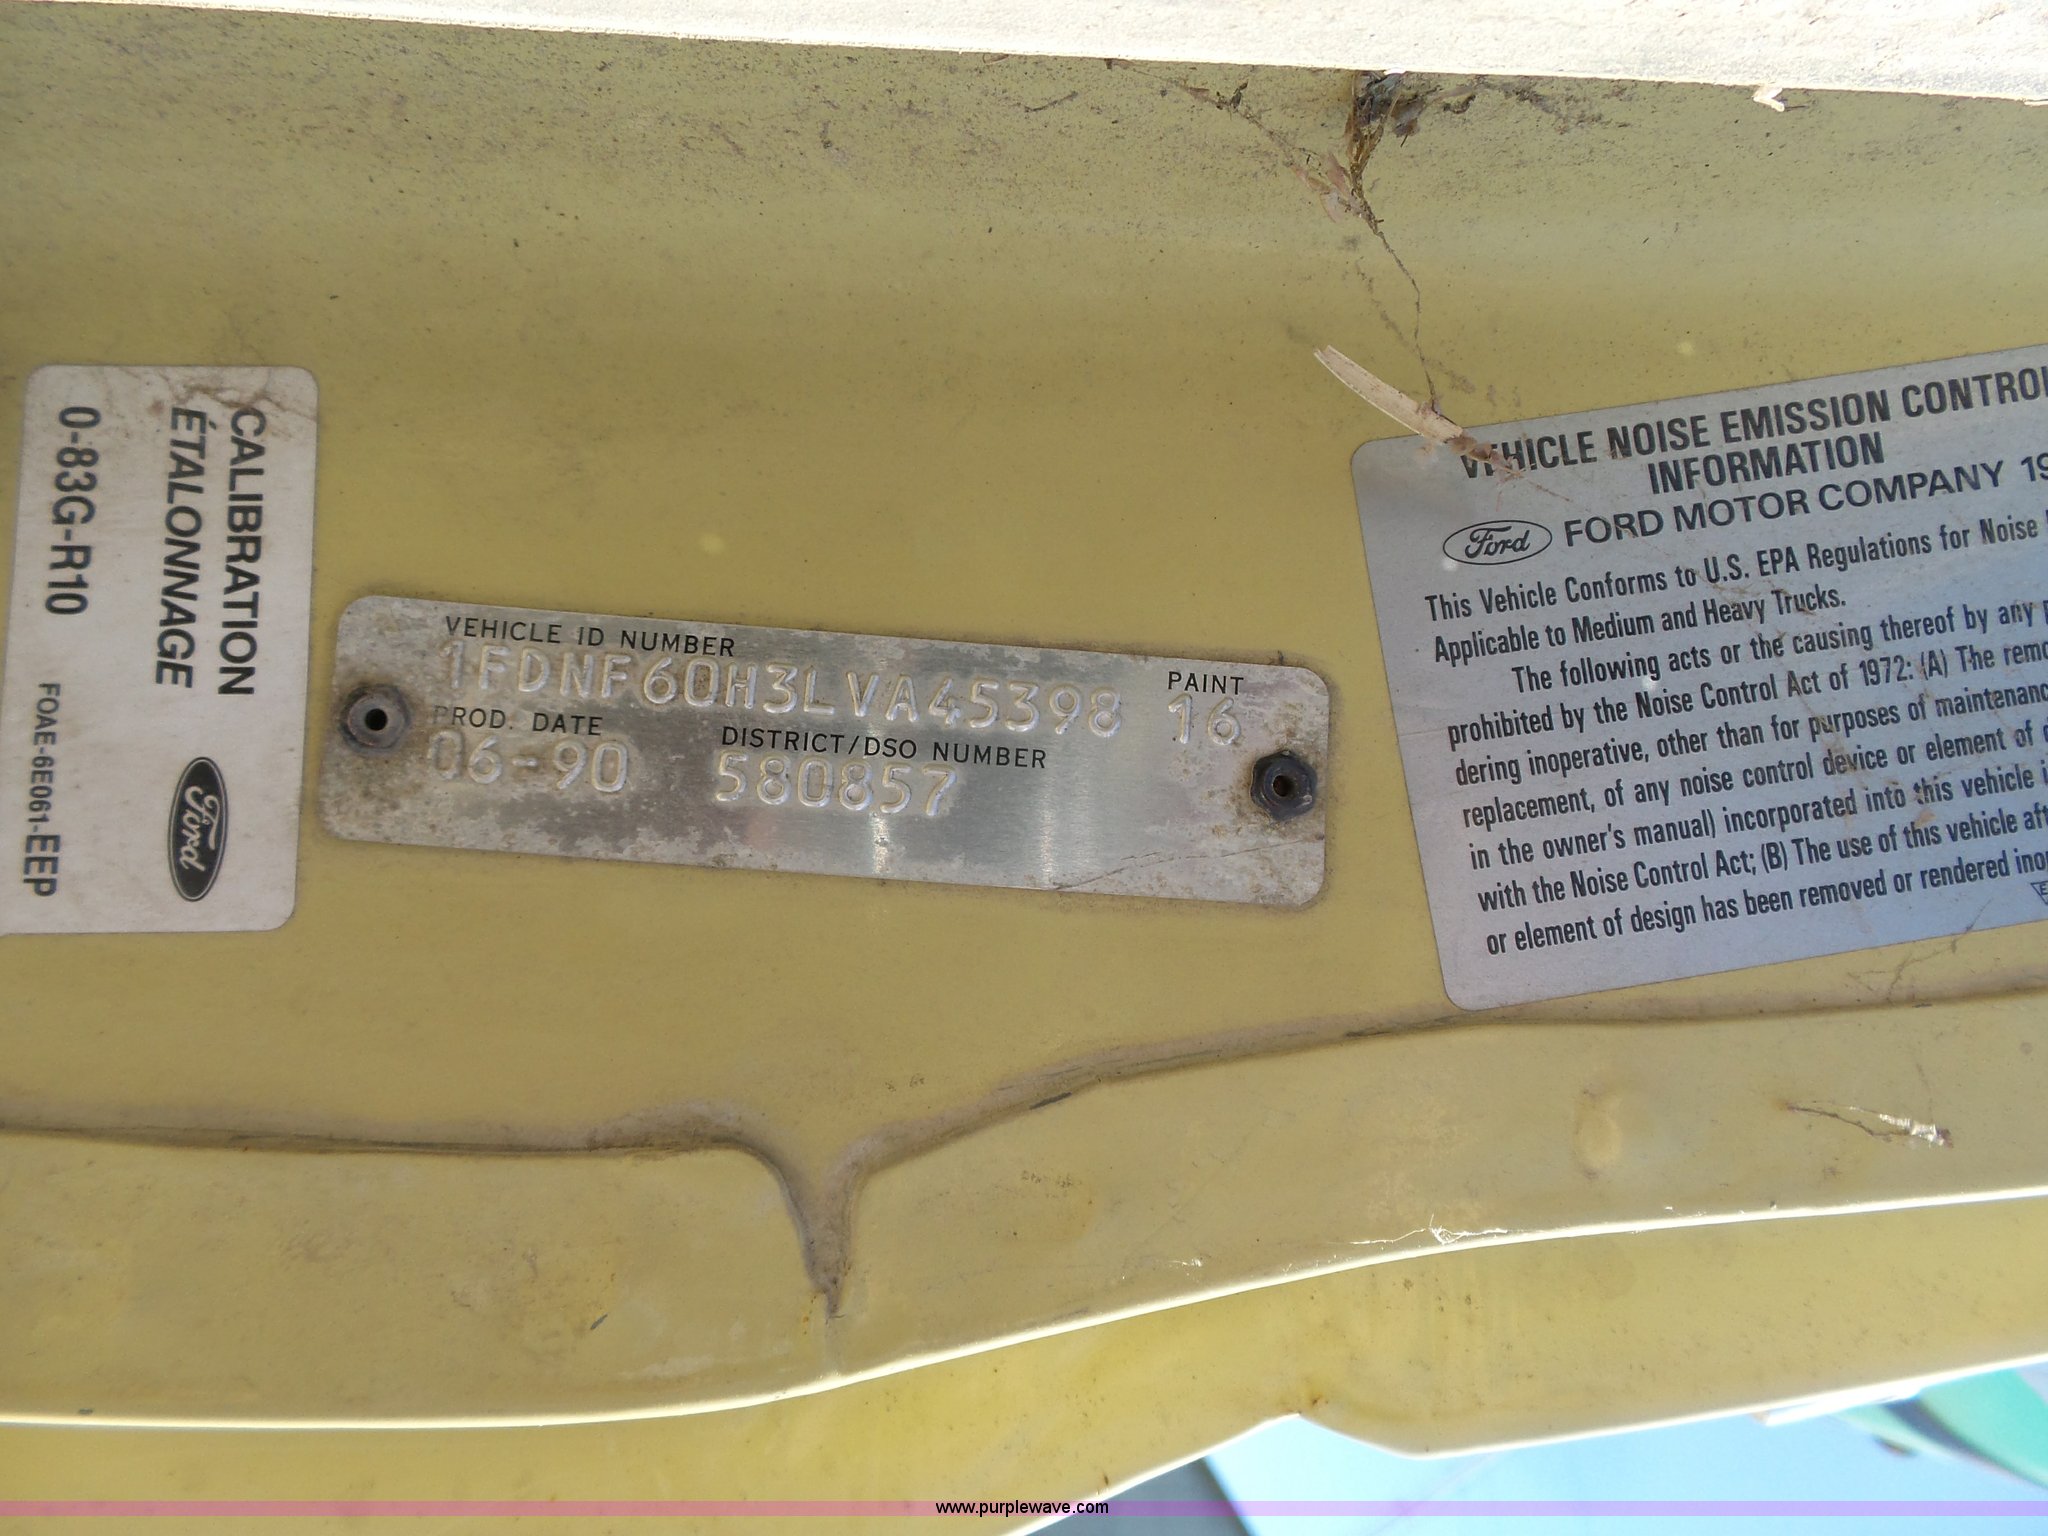 CALIBRATION
ÉTALONNAGE
0-83G-R10
FOAE-6E061-EEP
Ford
VEHICLE ID NUMBER
1FDNF60H3LVA45398
PAINT
16
PROD. DATE
06-90
DISTRICT/DSO NUMBER
580857
VEHICLE NOISE EMISSION CONTROL
INFORMATION
Ford FORD MOTOR COMPANY 19
This Vehicle Conforms to U.S. EPA Regulations for Noise
Applicable to Medium and Heavy Trucks.
The following acts or the causing thereof by any
prohibited by the Noise Control Act of 1972: (A) The remo
dering inoperative, other than for purposes of maintenanc
replacement, of any noise control device or element of
in the owner's manual) incorporated into this vehicle
with the Noise Control Act; (B) The use of this vehicle aft
or element of design has been removed or rendered inop
www.purplewave.com